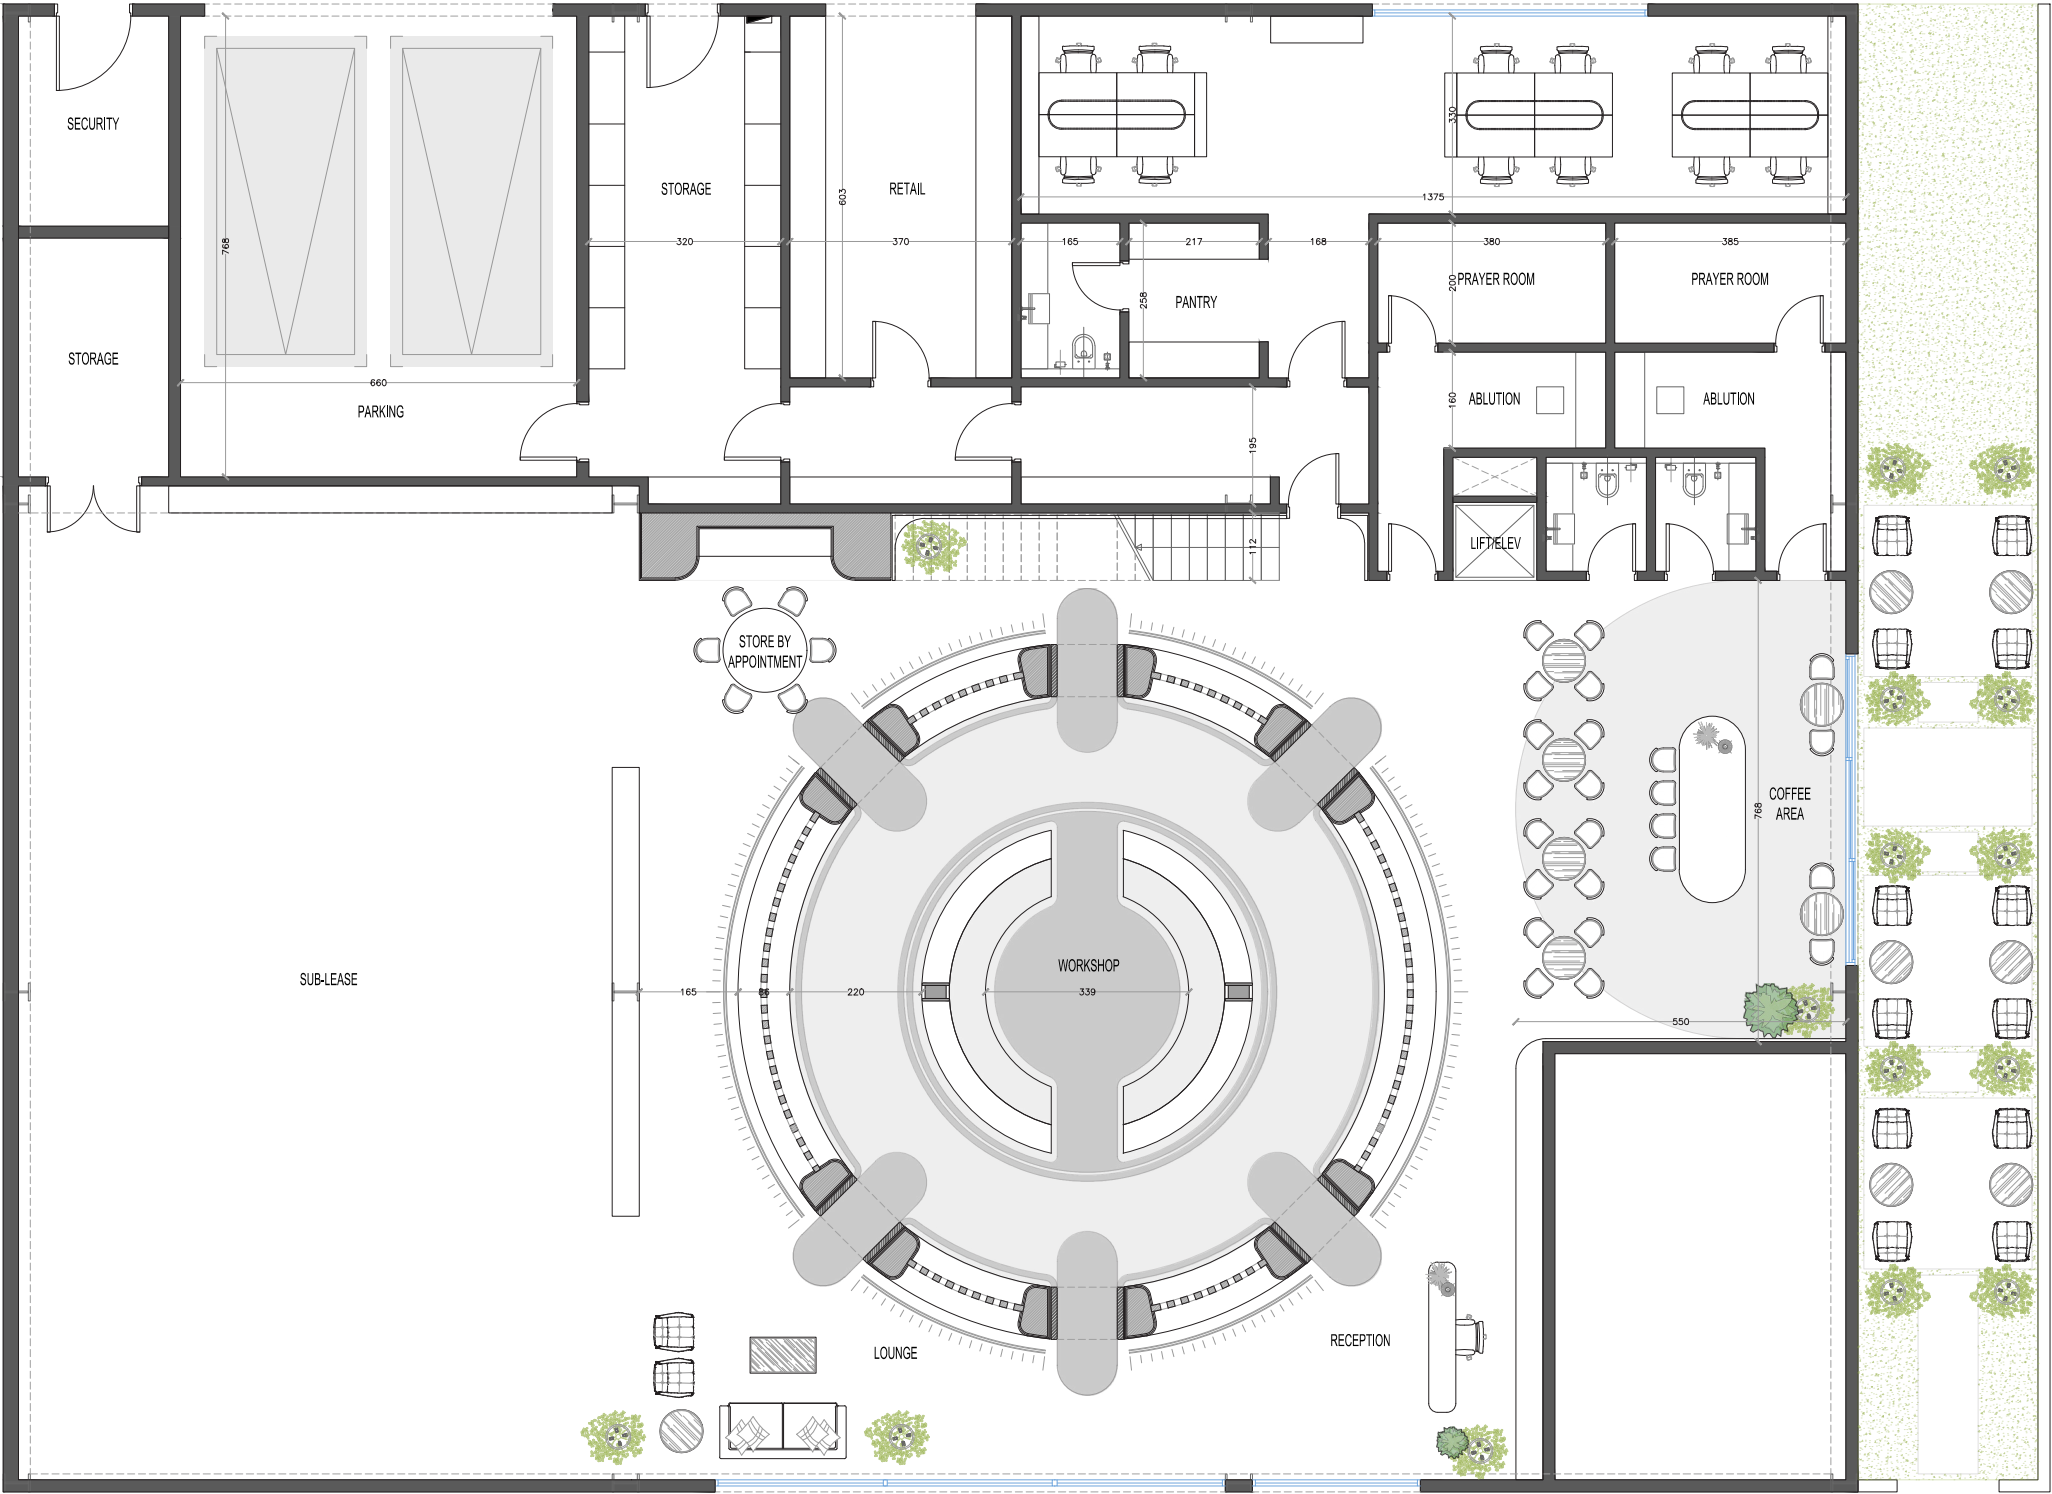 SECURITY
STORAGE
RETAIL
603
330
1375
768
320
370
165
217
168
380
385
200
PRAYER ROOM
PRAYER ROOM
258
PANTRY
STORAGE
660
PARKING
160
ABLUTION
ABLUTION
195
112
LIFT/ELEV
STORE BY
APPOINTMENT
768
COFFEE
AREA
WORKSHOP
SUB-LEASE
165
86
220
339
550
RECEPTION
LOUNGE